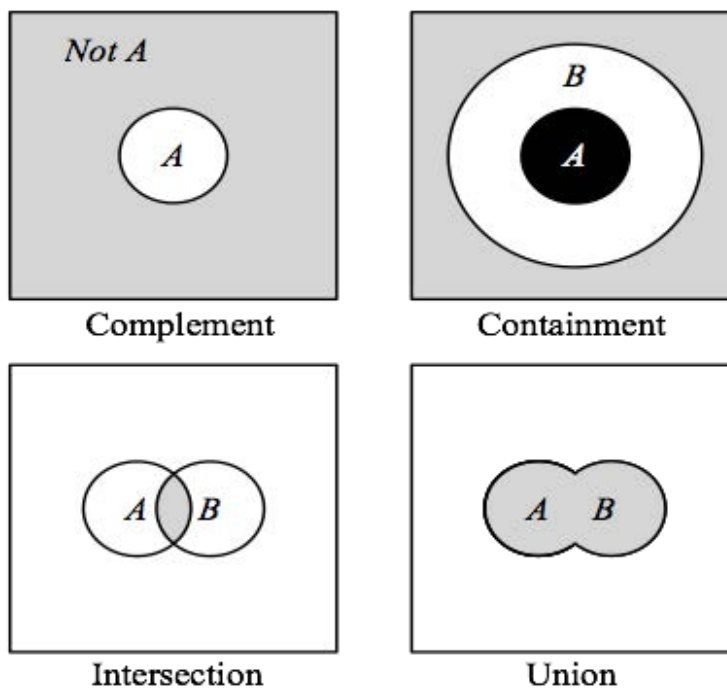 Not A
A
Complement
B
A
Containment
A B
Intersection
A B
Union